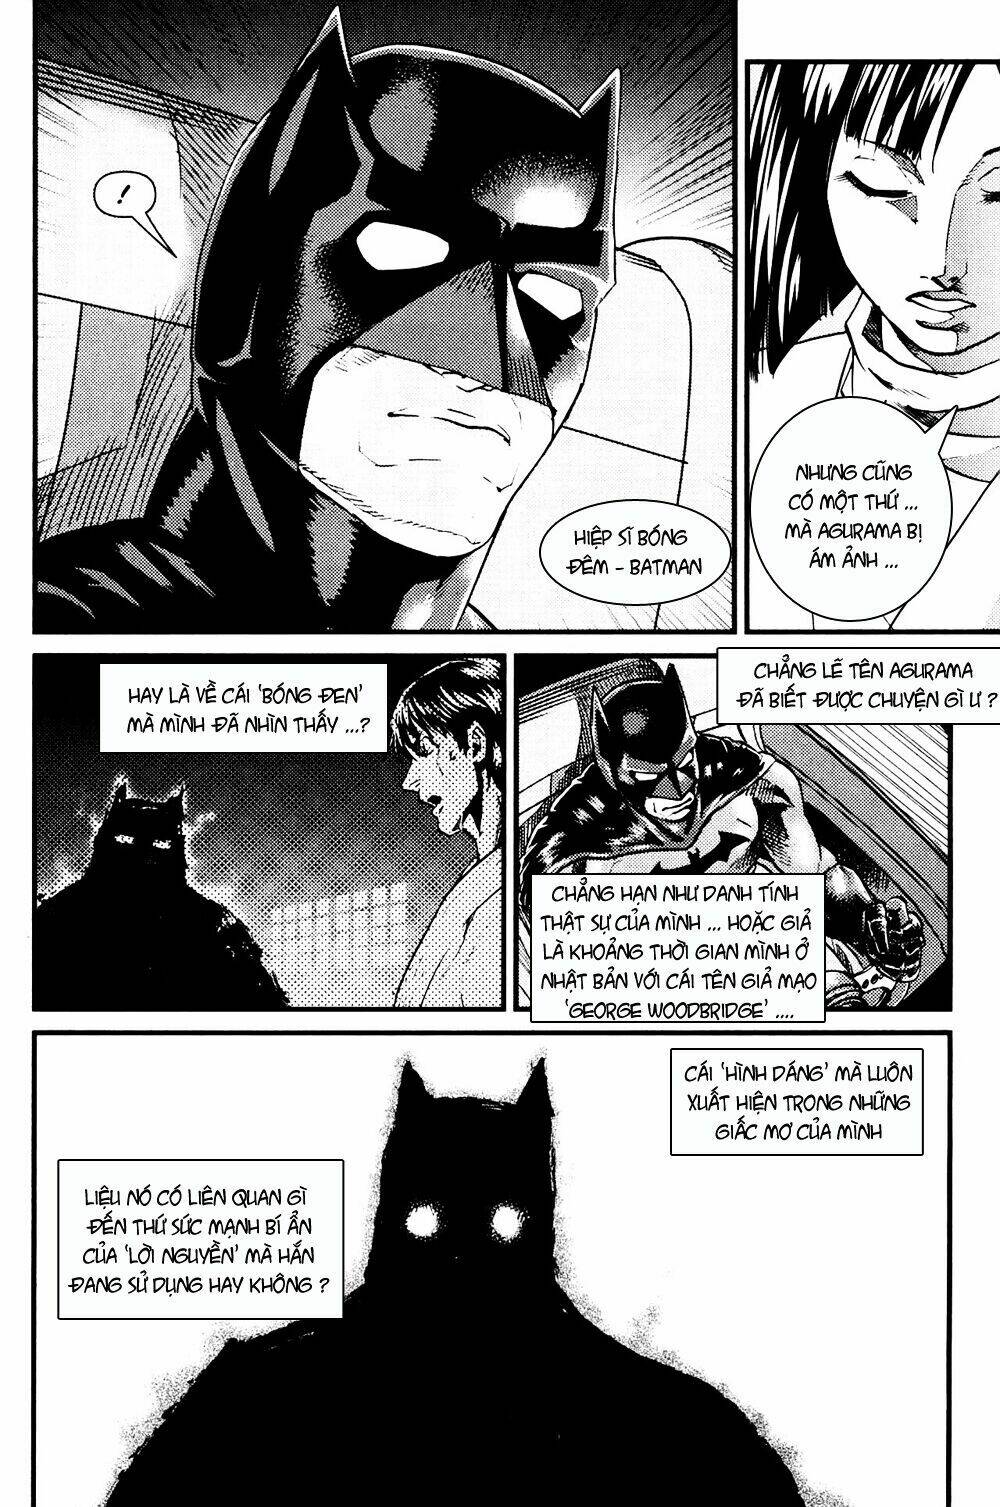 NHƯNG CŨNG
CÓ MỘT THỨ ...
MÀ AGURAMA BỊ
ÁM ẢNH ...
HIỆP SĨ BÓNG
ĐÊM - BATMAN
!
CHẲNG LẼ TÊN AGURAMA
ĐÃ BIẾT ĐƯỢC CHUYỆN GÌ Ư ?
CHẲNG HẠN NHƯ DANH TÍNH
THẬT SỰ CỦA MÌNH ... HOẶC GIẢ
LÀ KHOẢNG THỜI GIAN MÌNH Ở
NHẬT BẢN VỚI CÁI TÊN GIẢ MẠO
'GEORGE WOODBRIDGE' ....
HAY LÀ VỀ CÁI 'BÓNG ĐEN'
MÀ MÌNH ĐÃ NHÌN THẤY ...?
CÁI 'HÌNH DÁNG' MÀ LUÔN
XUẤT HIỆN TRONG NHỮNG
GIẤC MƠ CỦA MÌNH
LIỆU NÓ CÓ LIÊN QUAN GÌ
ĐẾN THỨ SỨC MẠNH BÍ ẨN
CỦA 'LỜI NGUYỀN' MÀ HẮN
ĐANG SỬ DỤNG HAY KHÔNG ?